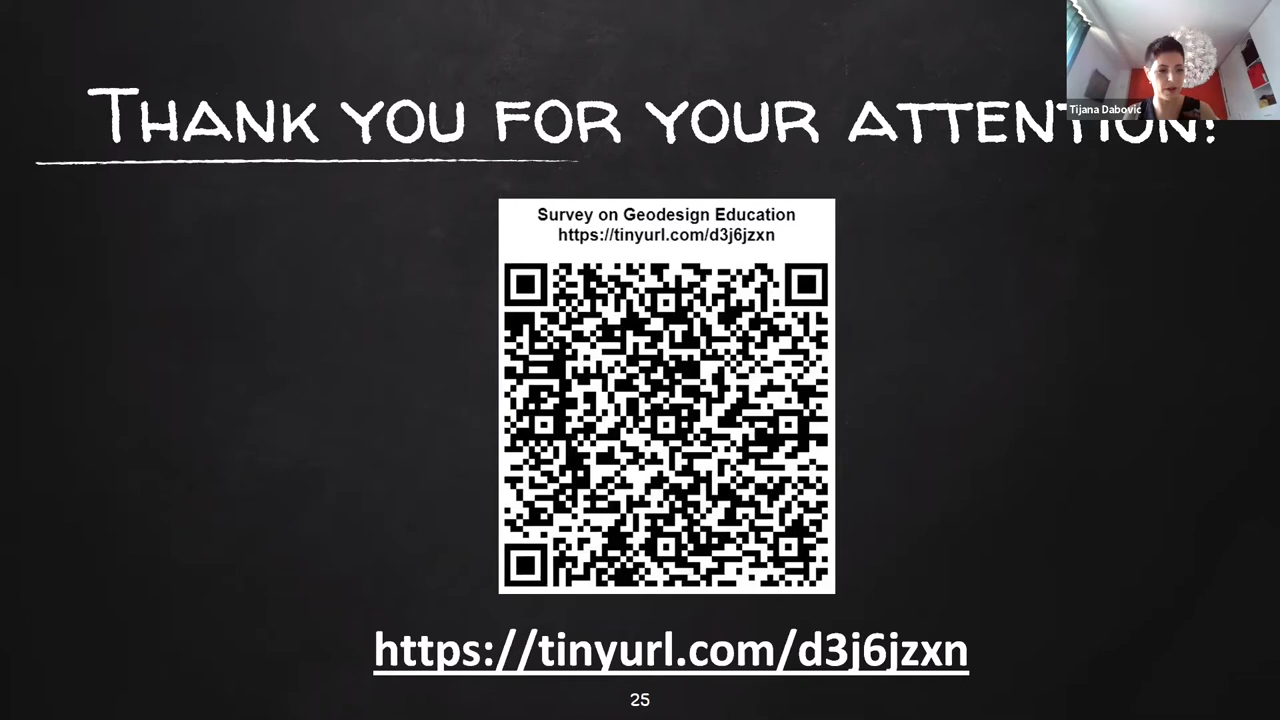 THANK YOU FOR YOUR ATTENTION!
Tijana Dabovic
Survey on Geodesign Education
https://tinyurl.com/d3j6jzxn
https://tinyurl.com/d3j6jzxn
25